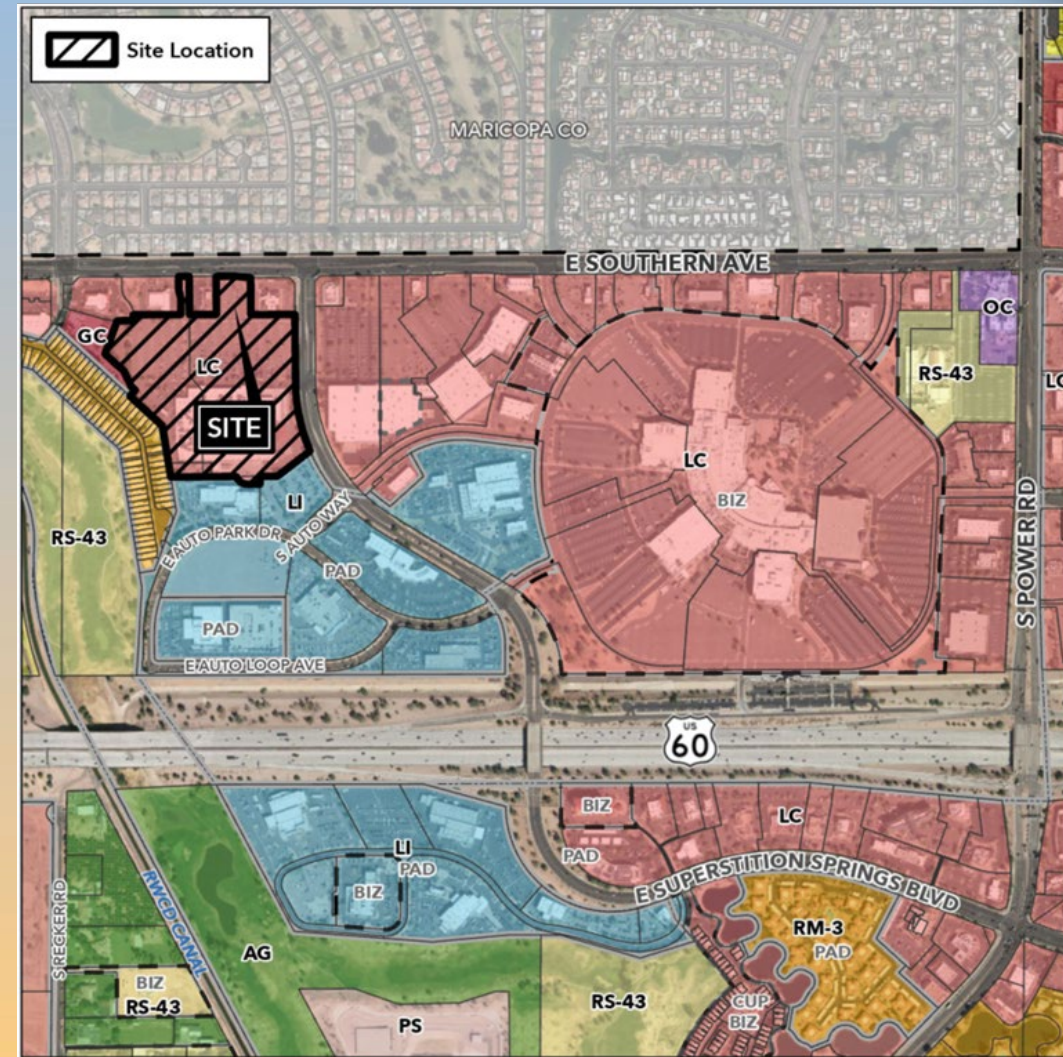 Site Location
MARICOPA CO
E SOUTHERN AVE
OC
GC
LC
RS-43
LC
SITE
LC
BIZ
LI
S AUTO WAY
E AUTO PARK DR
RS-43
PAD
S POWER RD
PAD
E AUTO LOOP AVE
US
60
BIZ
LC
LI
PAD
PAD
BIZ
E SUPERSTITION SPRINGS BLVD
S RECKER RD
RWCD CANAL
RM-3
PAD
AG
BIZ
RS-43
RS-43
CUP
BIZ
PS